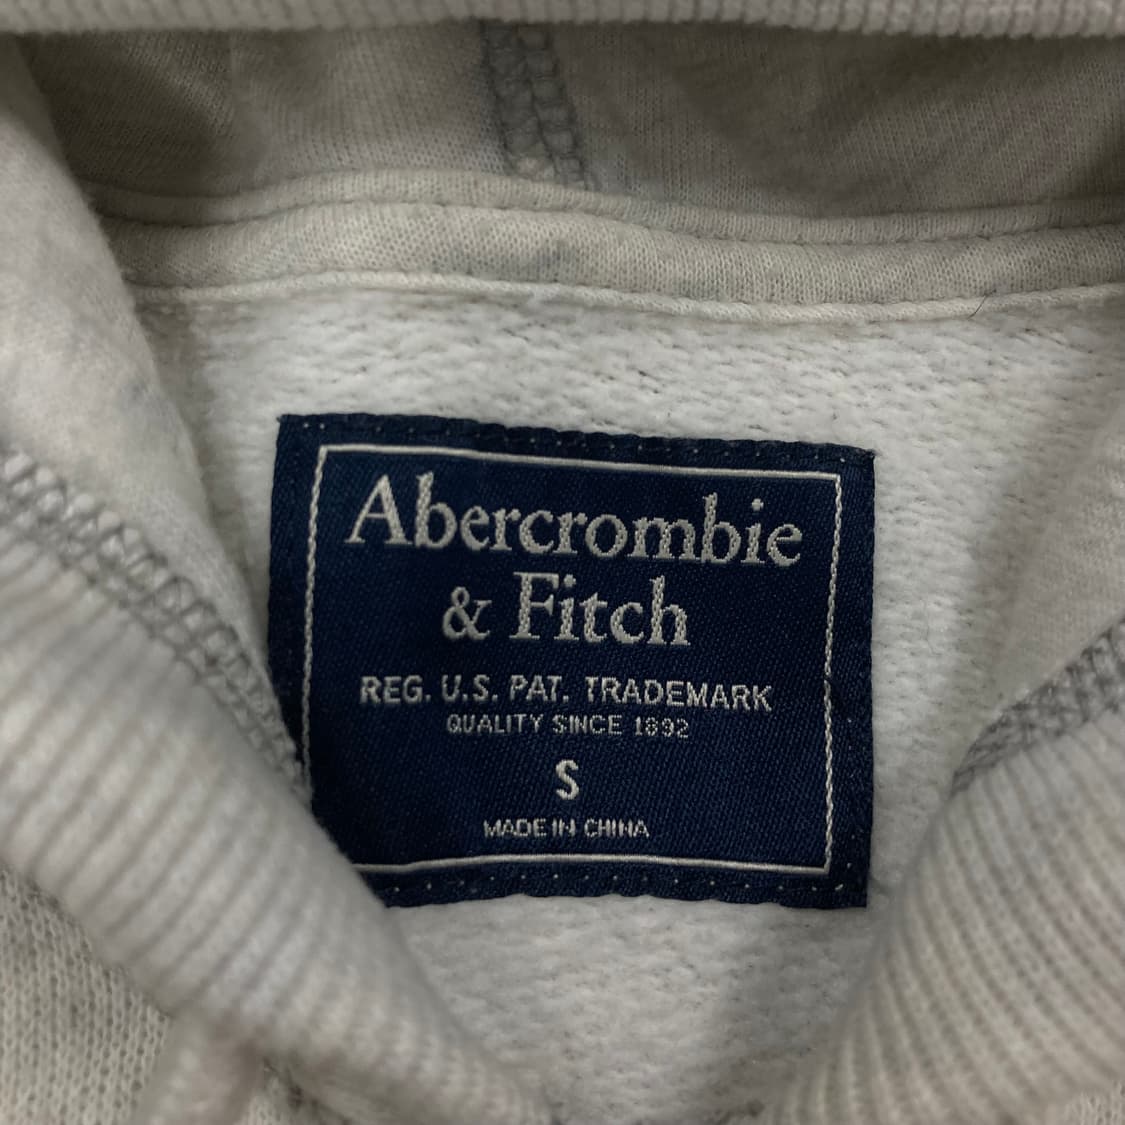 Abercrombie
& Fitch
REG. U.S. PAT. TRADEMARK
QUALITY SINCE 1892
S
MADE IN CHINA